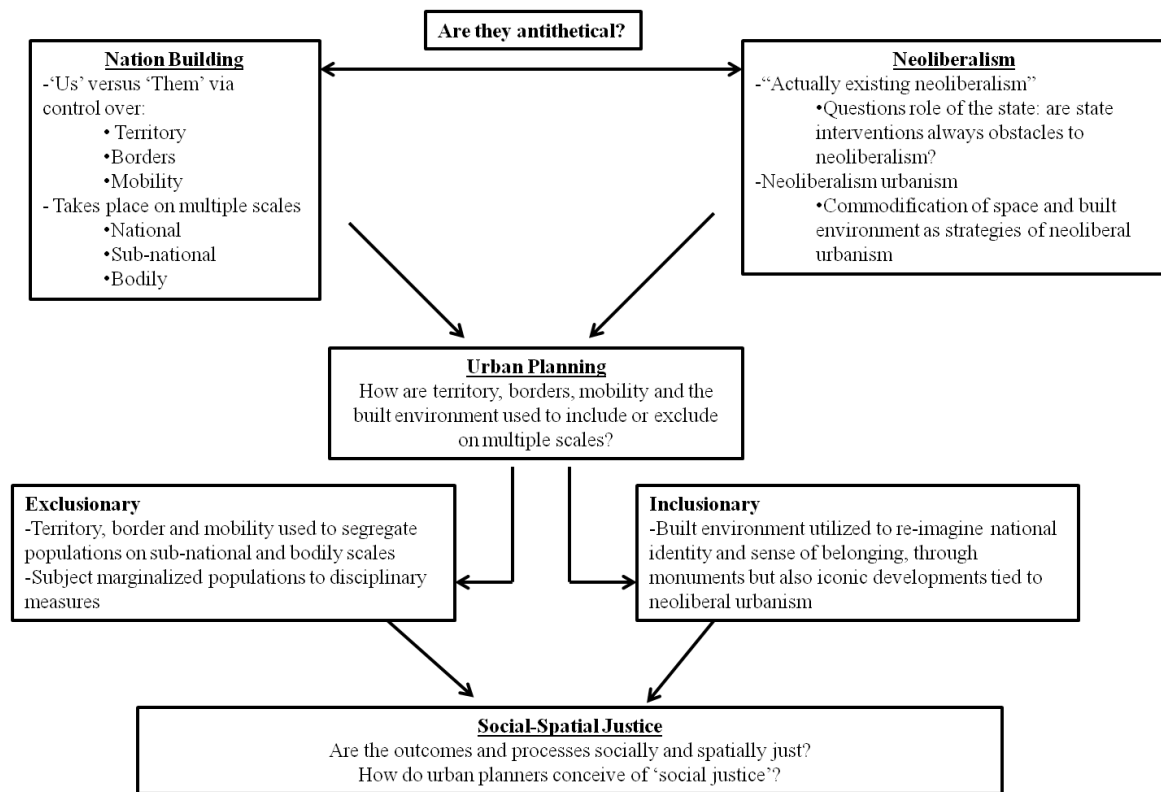 Are they antithetical?
Nation Building
-‘Us’ versus ‘Them’ via
control over:
• Territory
•Borders
•Mobility
- Takes place on multiple scales
•National
•Sub-national
•Bodily
Neoliberalism
-“Actually existing neoliberalism”
•Questions role of the state: are state
interventions always obstacles to
neoliberalism?
-Neoliberalism urbanism
•Commodification of space and built
environment as strategies of neoliberal
urbanism
Urban Planning
How are territory, borders, mobility and the
built environment used to include or exclude
on multiple scales?
Exclusionary
-Territory, border and mobility used to segregate
populations on sub-national and bodily scales
-Subject marginalized populations to disciplinary
measures
Inclusionary
-Built environment utilized to re-imagine national
identity and sense of belonging, through
monuments but also iconic developments tied to
neoliberal urbanism
Social-Spatial Justice
Are the outcomes and processes socially and spatially just?
How do urban planners conceive of ‘social justice’?